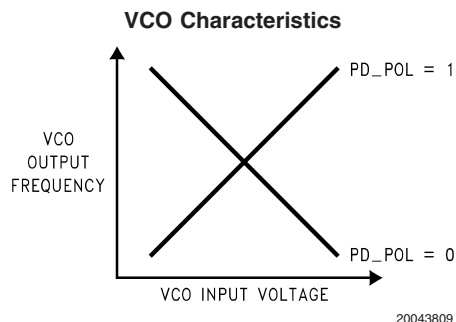 VCO Characteristics
PD_POL = 1
VCO
OUTPUT
FREQUENCY
PD_POL = 0
VCO INPUT VOLTAGE
20043809